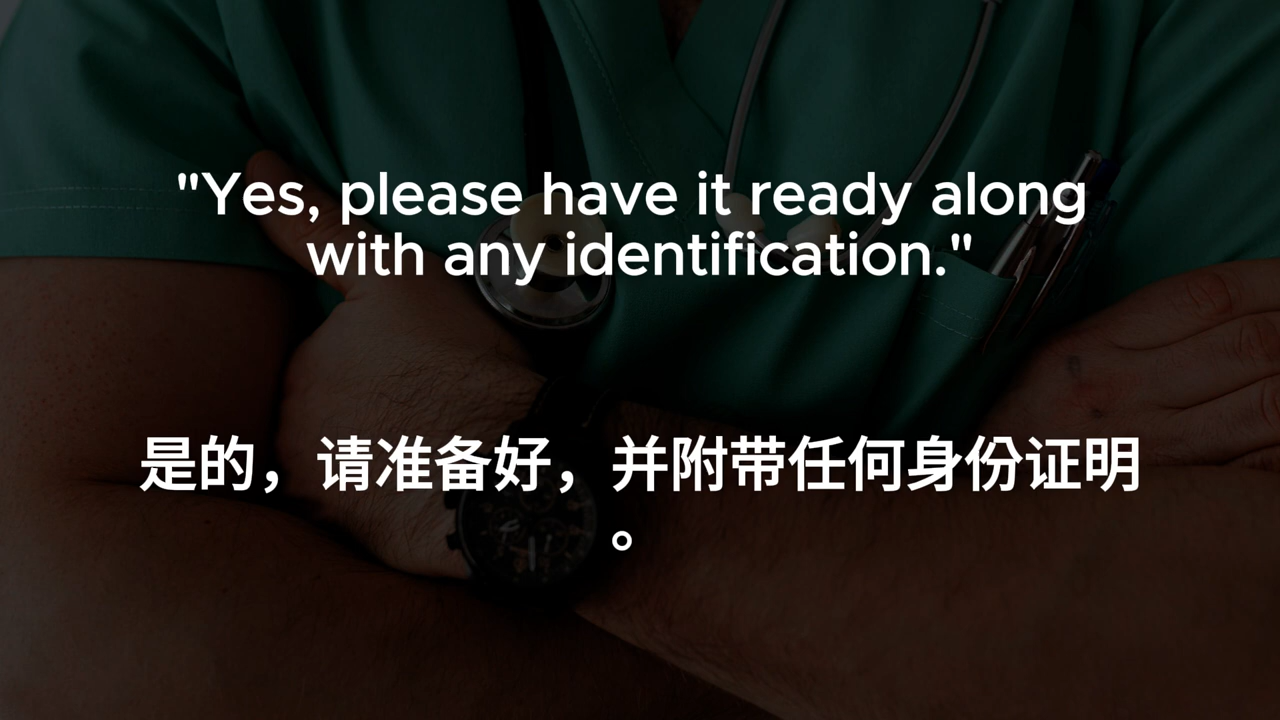 "Yes, please have it ready along
with any identification."
是的，请准备好，并附带任何身份证明
。